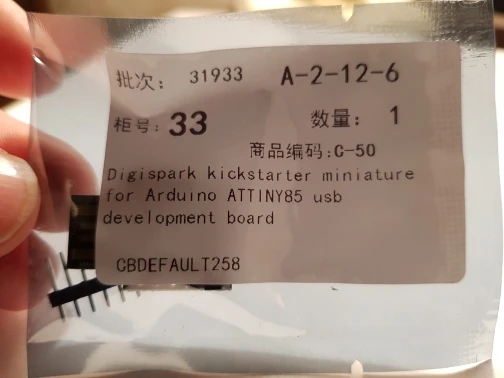 批次: 31933 A-2-12-6
柜号: 33 数量: 1
商品编码:C-50
Digispark kickstarter miniature
for Arduino ATTINY85 usb
development board
CBDEFAULT258